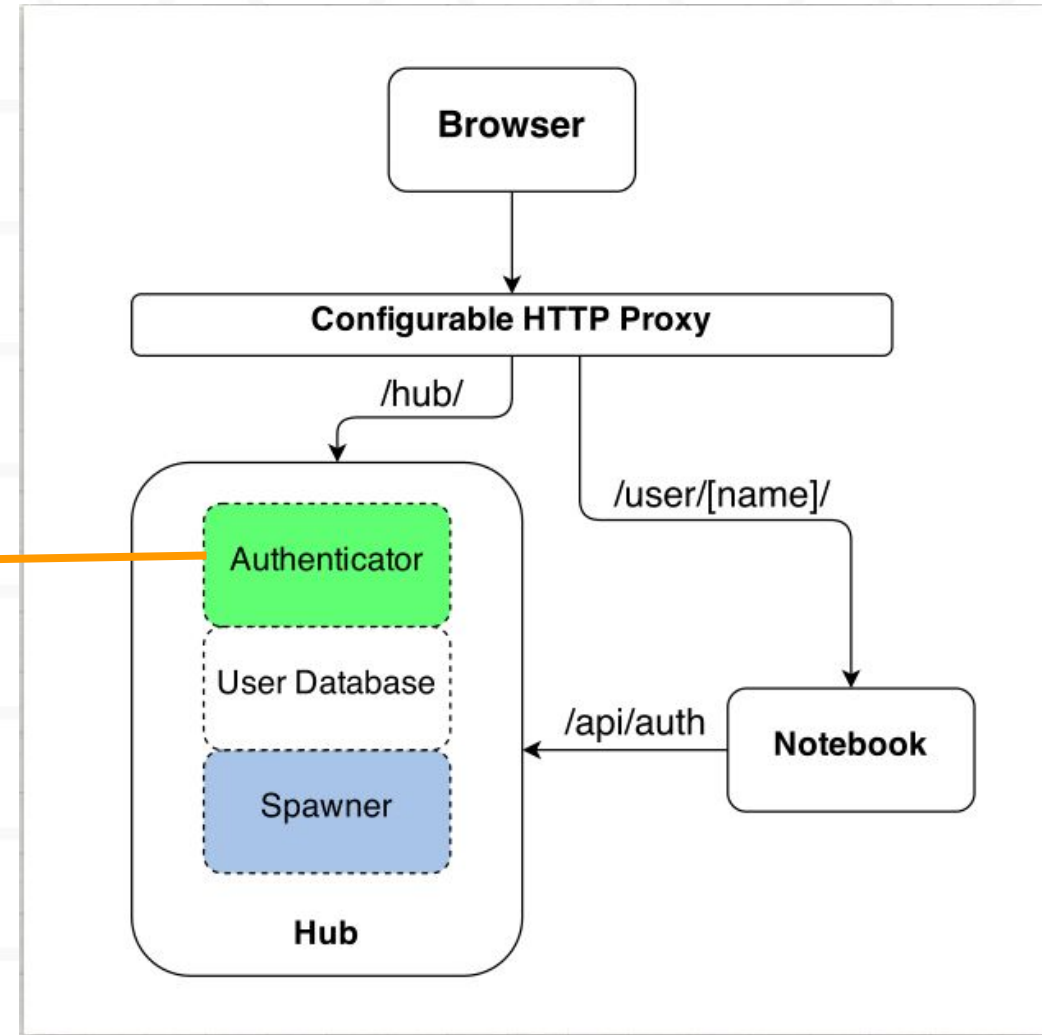 Browser
Configurable HTTP Proxy
/hub/
/user/[name]/
Authenticator
User Database
/api/auth
Notebook
Spawner
Hub